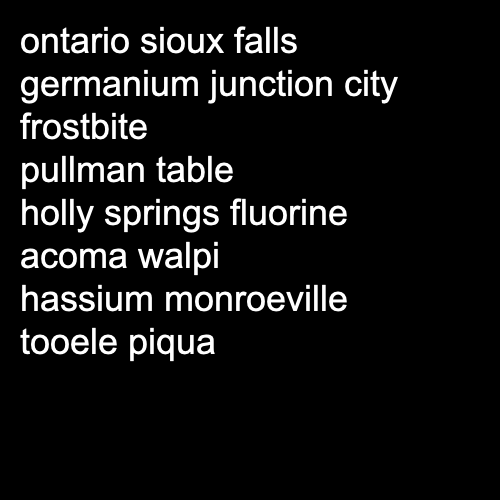 ontario sioux falls
germanium junction city
frostbite
pullman table
holly springs fluorine
acoma walpi
hassium monroeville
tooele piqua